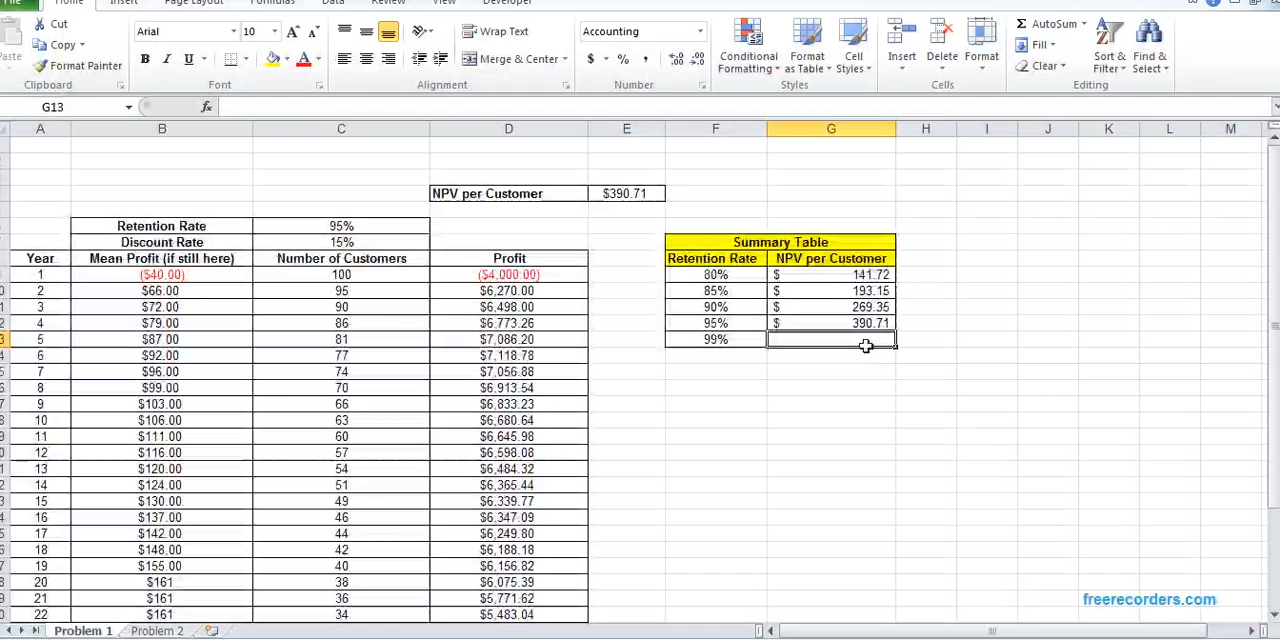 File Home Insert Page Layout Formulas Data Review View Developer
Cut
Copy
Paste
Format Painter
Arial 10
B I U
Wrap Text
Merge & Center
Accounting
$ % ,
Conditional Formatting
Format as Table
Cell Styles
Insert Delete Format
Σ AutoSum
Fill
Clear
Sort & Filter
Find & Select
Clipboard Font Alignment Number Styles Cells Editing
G13 fx
A B C D E F G H I J K L M
NPV per Customer $390.71
Retention Rate 95%
Discount Rate 15% Summary Table
Year Mean Profit (if still here) Number of Customers Profit Retention Rate NPV per Customer
1 ($40.00) 100 ($4,000.00) 80% $ 141.72
2 $66.00 95 $6,270.00 85% $ 193.15
3 $72.00 90 $6,498.00 90% $ 269.35
4 $79.00 86 $6,773.26 95% $ 390.71
5 $87.00 81 $7,086.20 99%
6 $92.00 77 $7,118.78
7 $96.00 74 $7,056.88
8 $99.00 70 $6,913.54
9 $103.00 66 $6,833.23
10 $106.00 63 $6,680.64
11 $111.00 60 $6,645.98
12 $116.00 57 $6,598.08
13 $120.00 54 $6,484.32
14 $124.00 51 $6,365.44
15 $130.00 49 $6,339.77
16 $137.00 46 $6,347.09
17 $142.00 44 $6,249.80
18 $148.00 42 $6,188.18
19 $155.00 40 $6,156.82
20 $161 38 $6,075.39
21 $161 36 $5,771.62
22 $161 34 $5,483.04
freerecorders.com
Problem 1 Problem 2